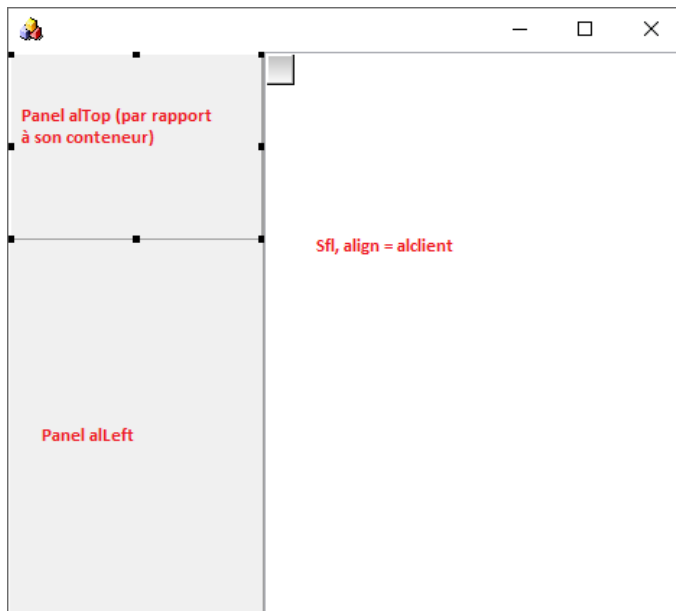 Panel alTop (par rapport
à son conteneur)
Sfl, align = alclient
Panel alLeft